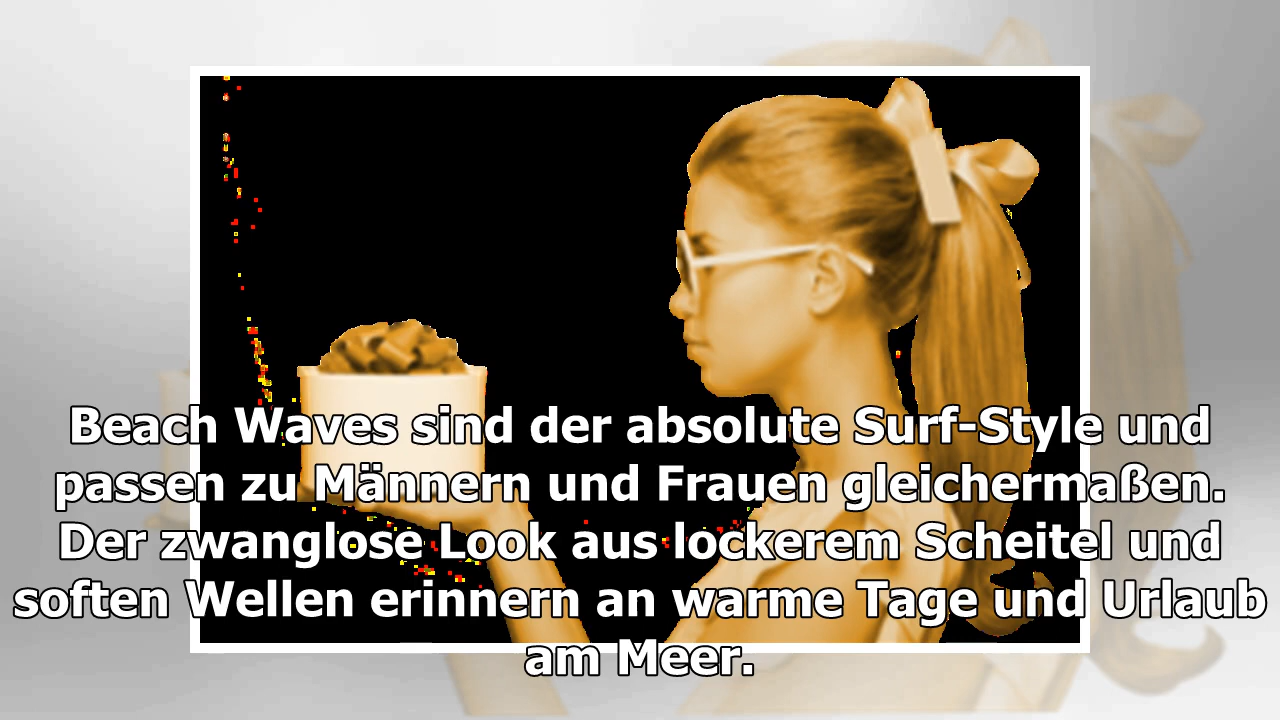 Beach Waves sind der absolute Surf-Style und
passen zu Männern und Frauen gleichermaßen.
Der zwanglose Look aus lockerem Scheitel und
soften Wellen erinnern an warme Tage und Urlaub
am Meer.